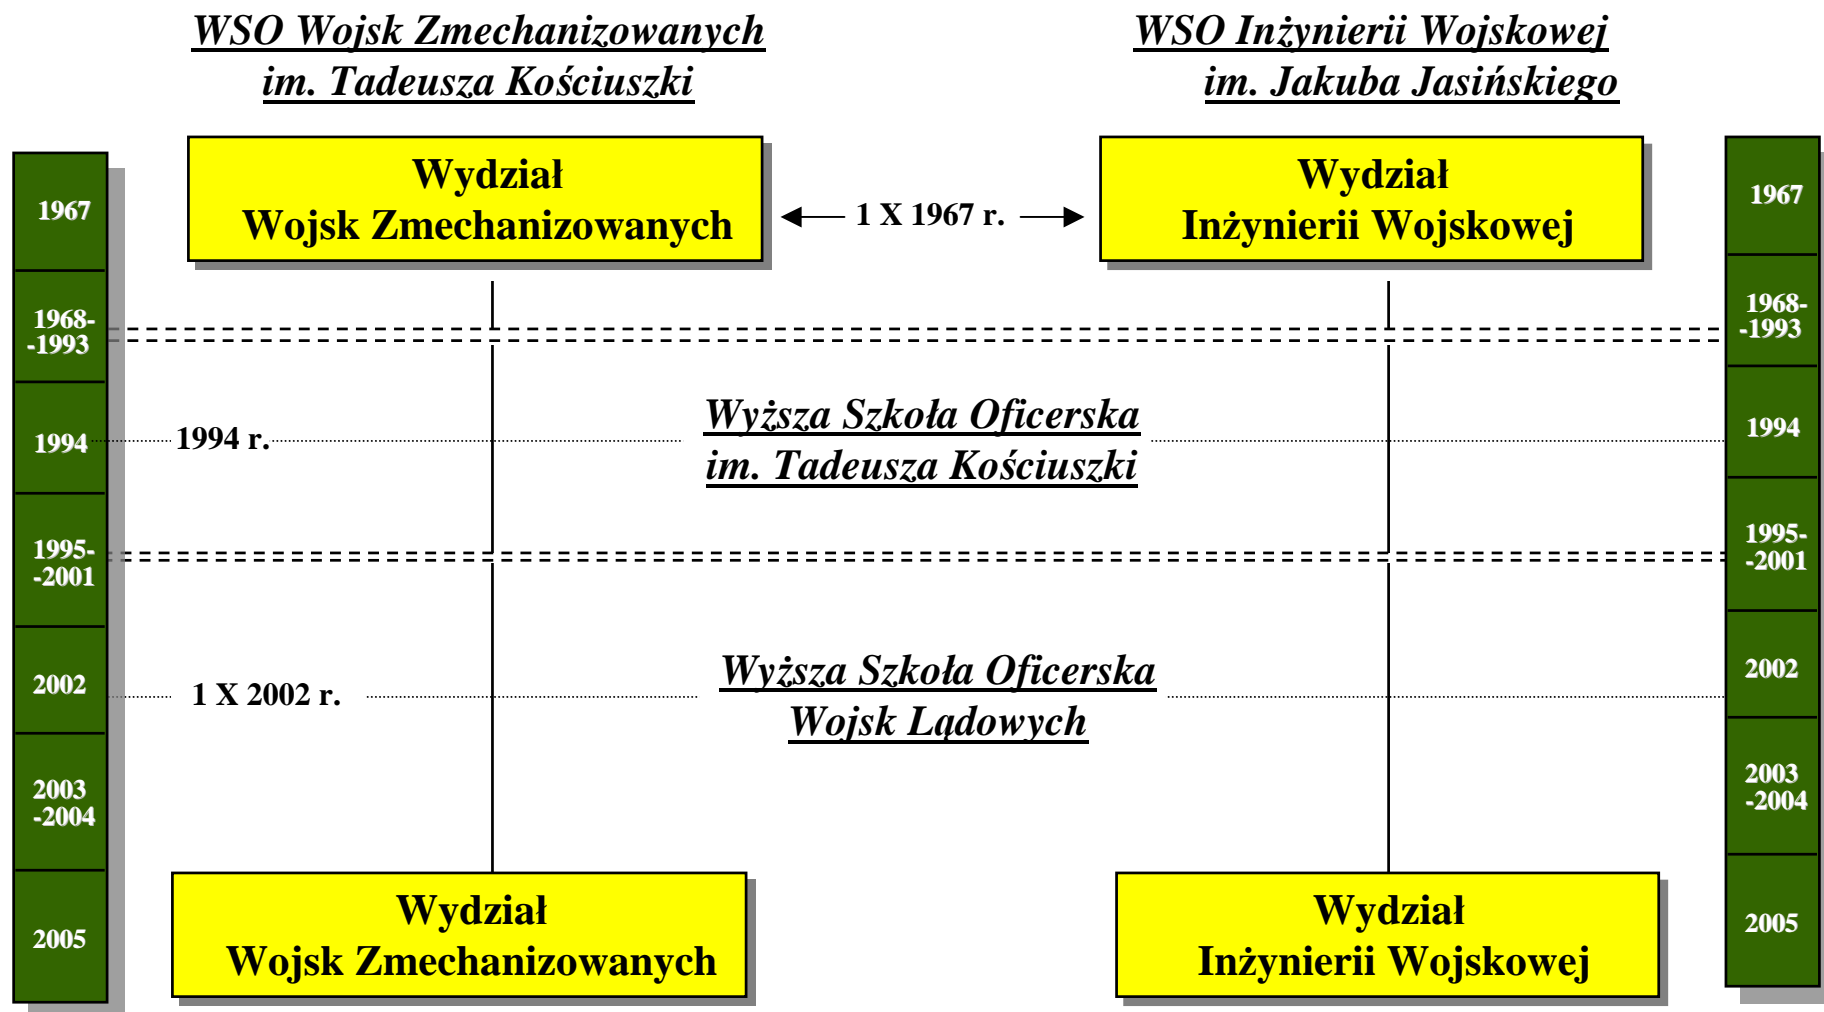 WSO Wojsk Zmechanizowanych
im. Tadeusza Kościuszki
WSO Inżynierii Wojskowej
im. Jakuba Jasińskiego
Wydział
Wojsk Zmechanizowanych
1 X 1967 r.
Wydział
Inżynierii Wojskowej
1967
1968-
-1993
1994
1995-
-2001
2002
2003
-2004
2005
1967
1968-
-1993
1994
1995-
-2001
2002
2003
-2004
2005
1994 r.
Wyższa Szkoła Oficerska
im. Tadeusza Kościuszki
1 X 2002 r.
Wyższa Szkoła Oficerska
Wojsk Lądowych
Wydział
Wojsk Zmechanizowanych
Wydział
Inżynierii Wojskowej